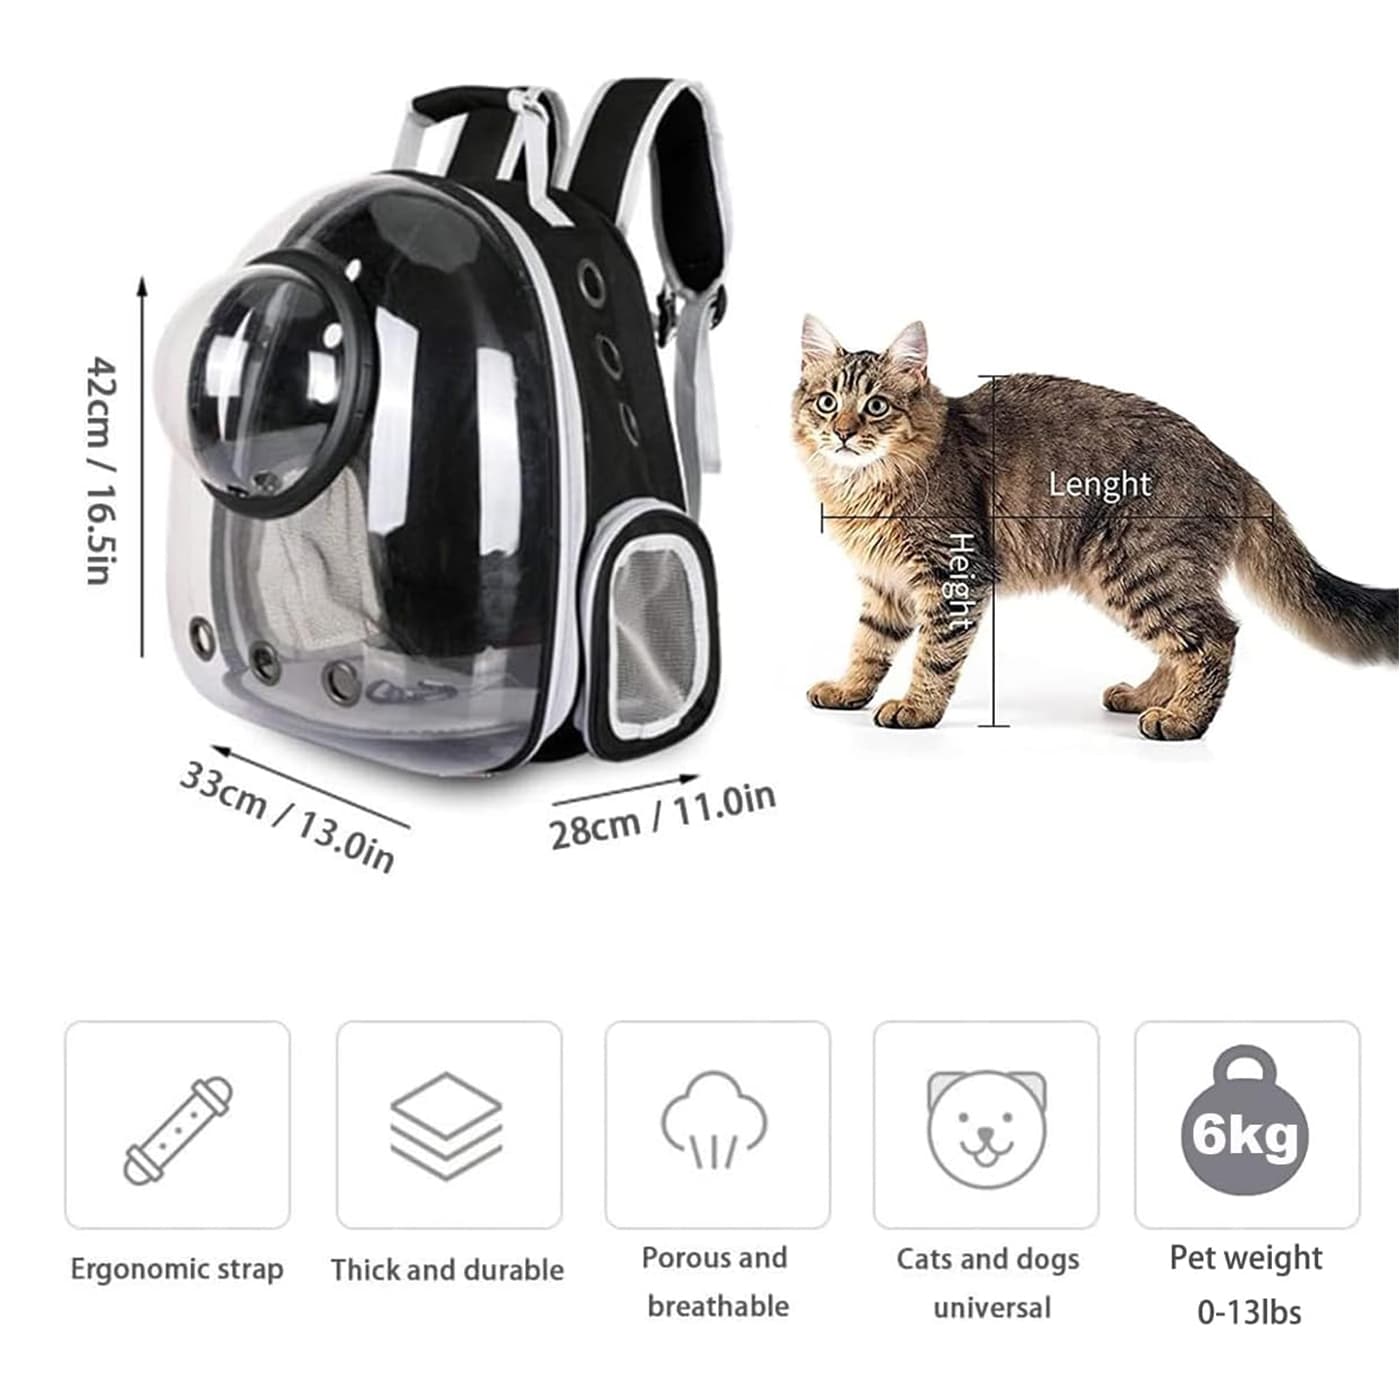 42cm / 16.5in
33cm / 13.0in
28cm / 11.0in
Lenght
Height
6kg
Ergonomic strap
Thick and durable
Porous and
breathable
Cats and dogs
universal
Pet weight
0-13lbs